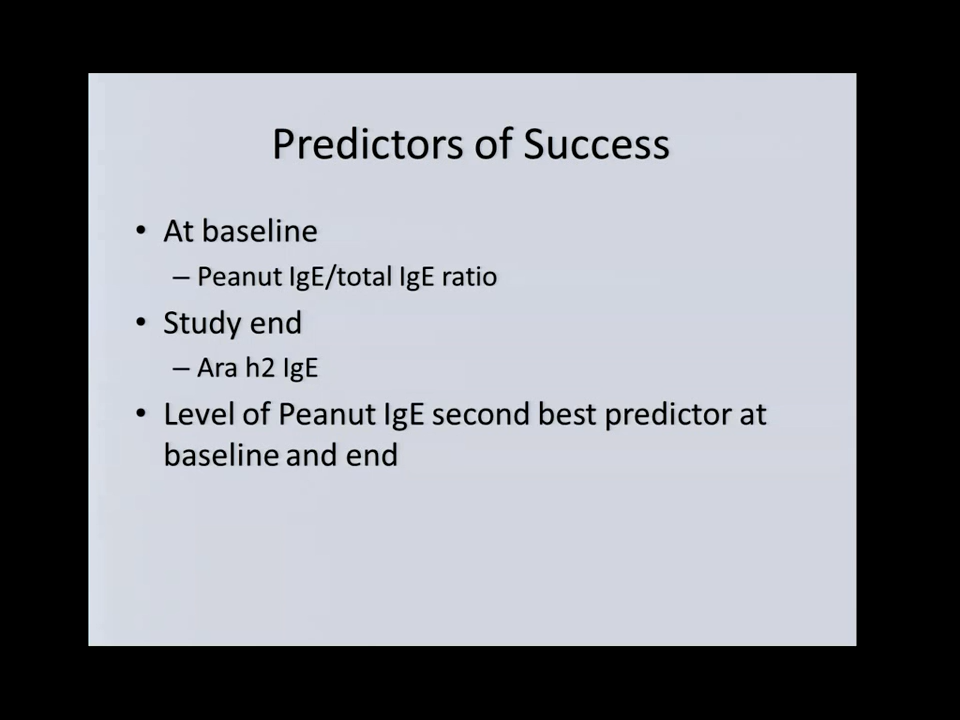 Predictors of Success
• At baseline
– Peanut IgE/total IgE ratio
• Study end
– Ara h2 IgE
• Level of Peanut IgE second best predictor at
baseline and end